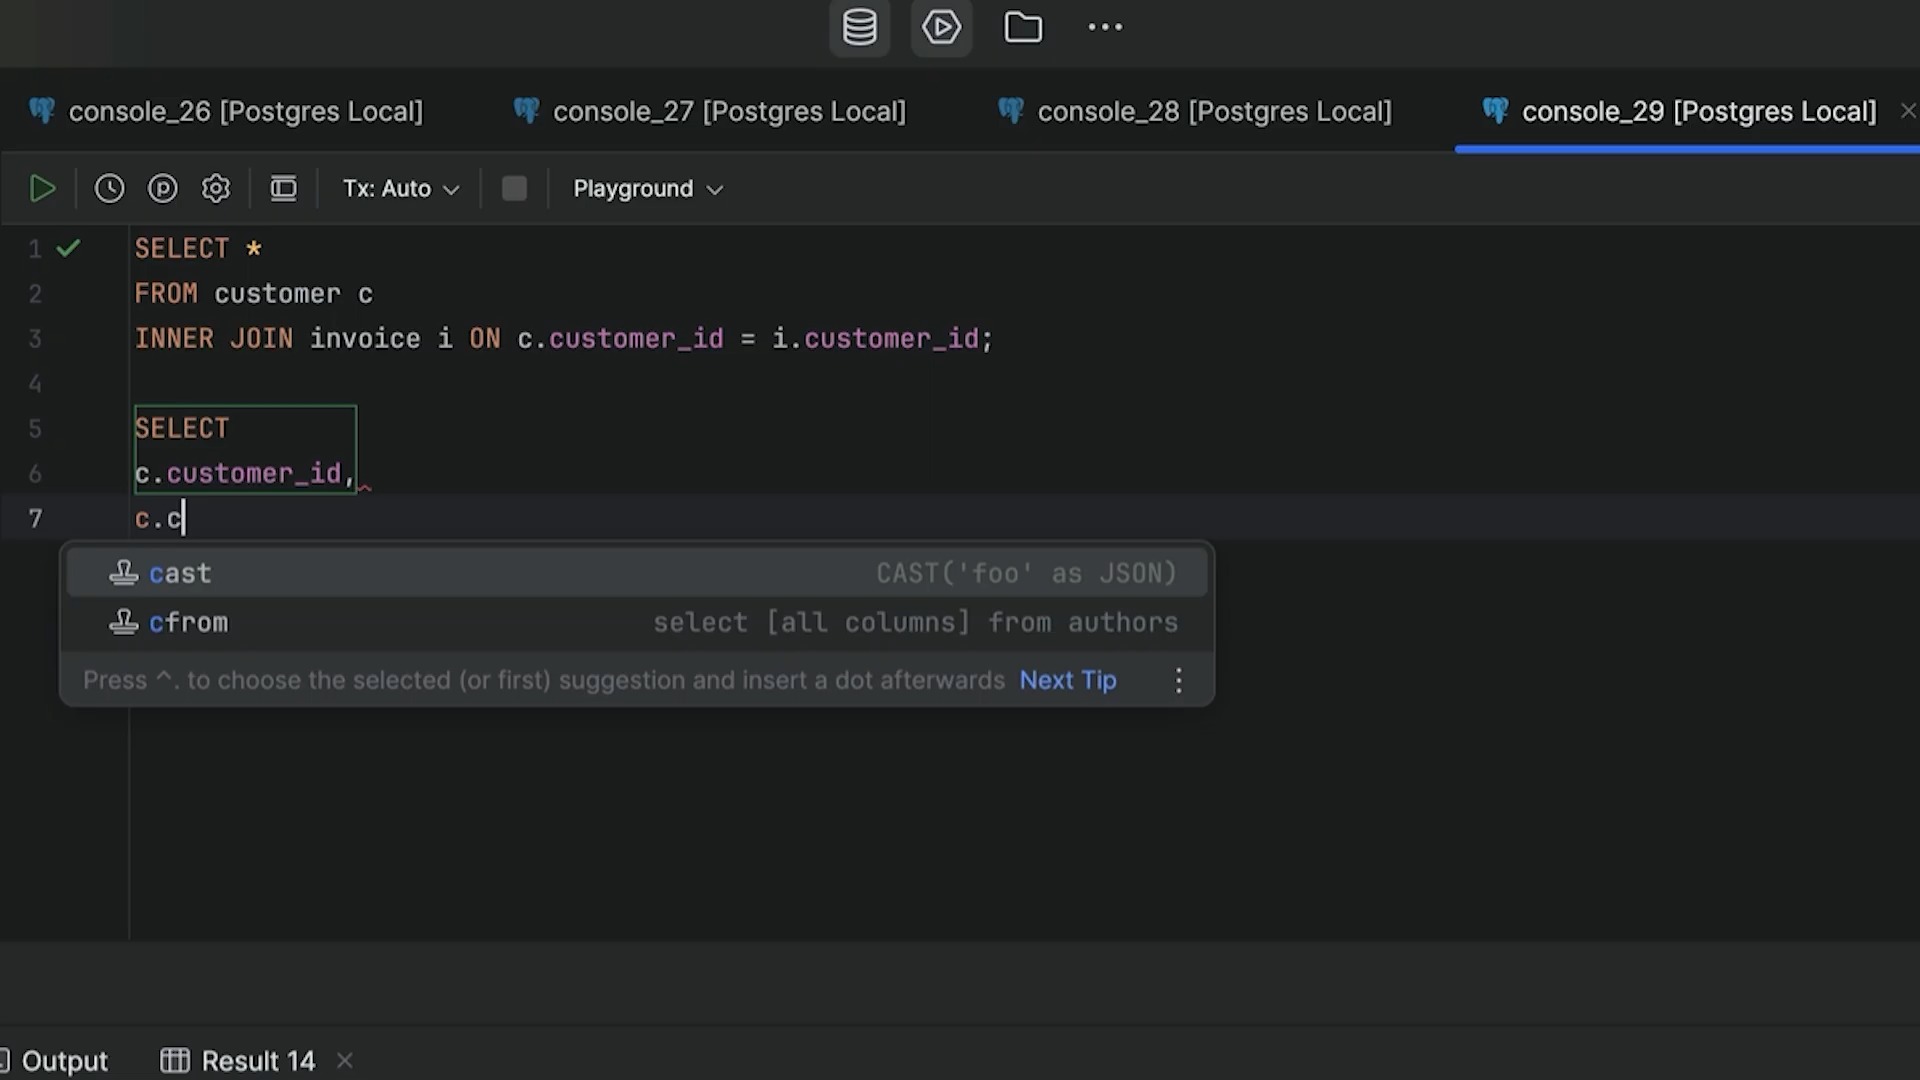 console_26 [Postgres Local] console_27 [Postgres Local] console_28 [Postgres Local] console_29 [Postgres Local]
Tx: Auto Playground
1 SELECT *
2 FROM customer c
3 INNER JOIN invoice i ON c.customer_id = i.customer_id;
4
5 SELECT
6 c.customer_id,
7 c.c
cast CAST('foo' as JSON)
cfrom select [all columns] from authors
Press ^. to choose the selected (or first) suggestion and insert a dot afterwards Next Tip
Output Result 14